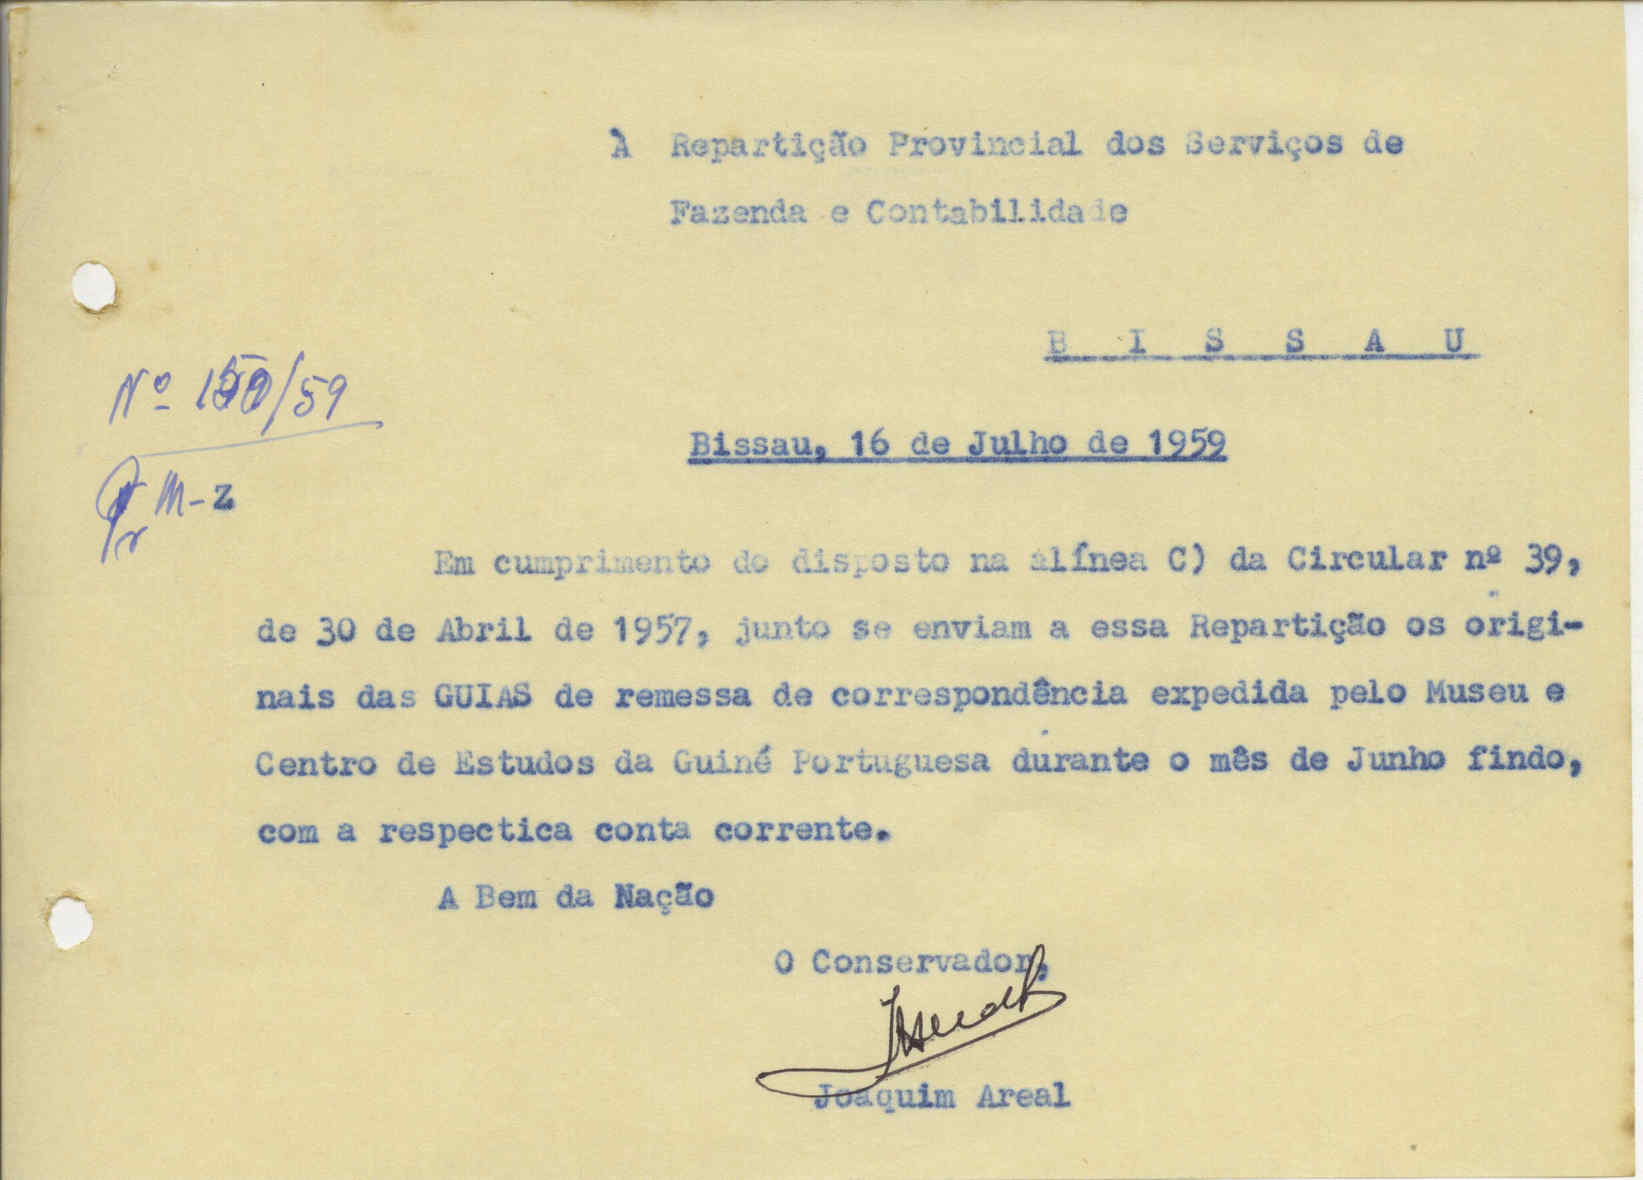 À Repartição Provincial dos Serviços de
Fazenda e Contabilidade
B I S S A U
Nº /59
Bissau, 16 de Julho de 1959
M-Z
Em cumprimento do disposto na alínea C) da Circular nº 39,
de 30 de Abril de 1957, junto se enviam a essa Repartição os origi-
nais das GUIAS de remessa de correspondência expedida pelo Museu e
Centro de Estudos da Guiné Portuguesa durante o mês de Junho findo,
com a respectica conta corrente.
A Bem da Nação
O Conservador,
Joaquim Areal